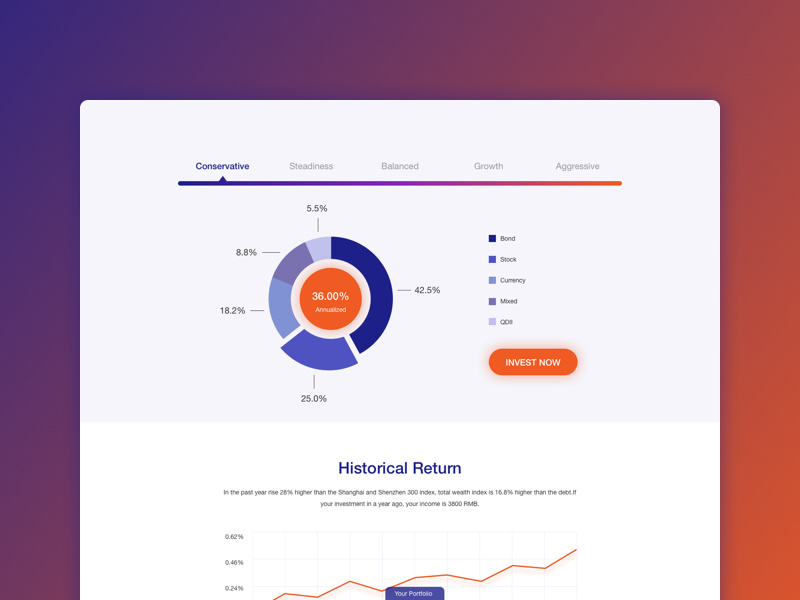 Conservative Steadiness Balanced Growth Aggressive
5.5%
8.8%
42.5%
18.2%
25.0%
36.00%
Annualized
Bond
Stock
Currency
Mixed
QDII
INVEST NOW
Historical Return
In the past year rise 28% higher than the Shanghai and Shenzhen 300 index, total wealth index is 16.8% higher than the debt.If
your investment in a year ago, your income is 3800 RMB.
0.62%
0.46%
0.24%
Your Portfolio